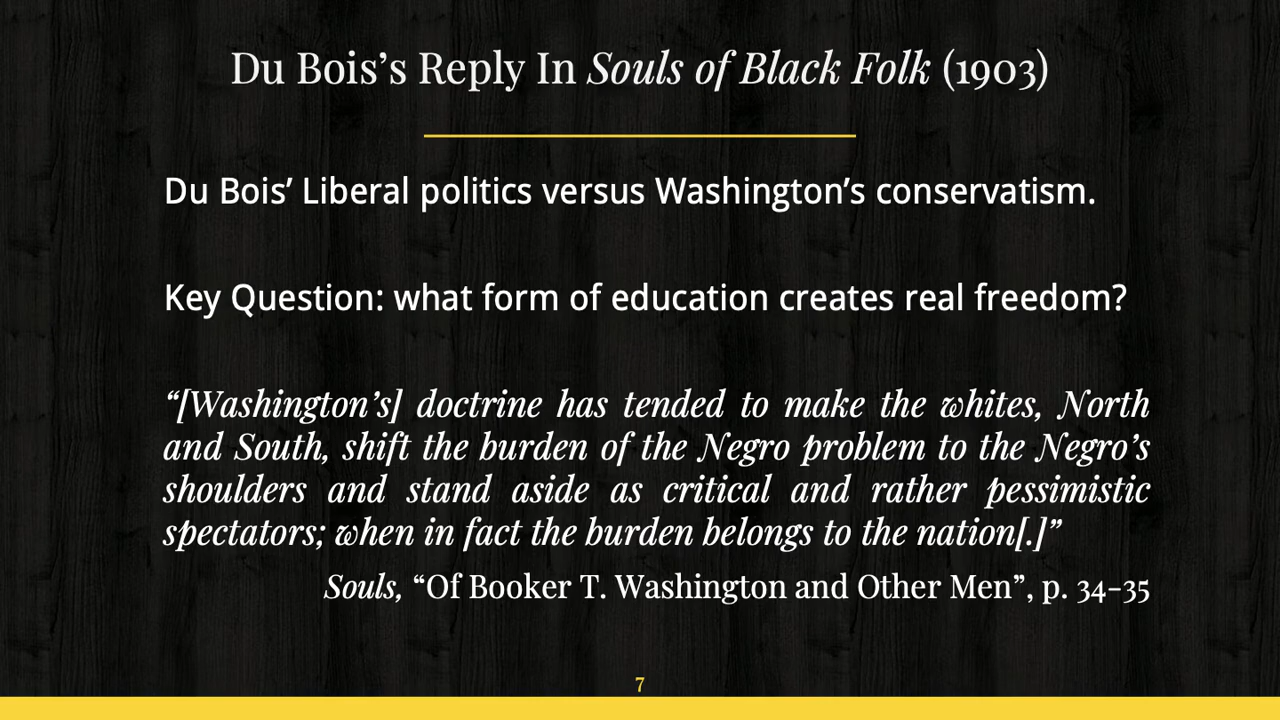 Du Bois’s Reply In Souls of Black Folk (1903)
Du Bois’ Liberal politics versus Washington’s conservatism.
Key Question: what form of education creates real freedom?
“[Washington’s] doctrine has tended to make the whites, North
and South, shift the burden of the Negro problem to the Negro’s
shoulders and stand aside as critical and rather pessimistic
spectators; when in fact the burden belongs to the nation[.]”
Souls, “Of Booker T. Washington and Other Men”, p. 34–35
7